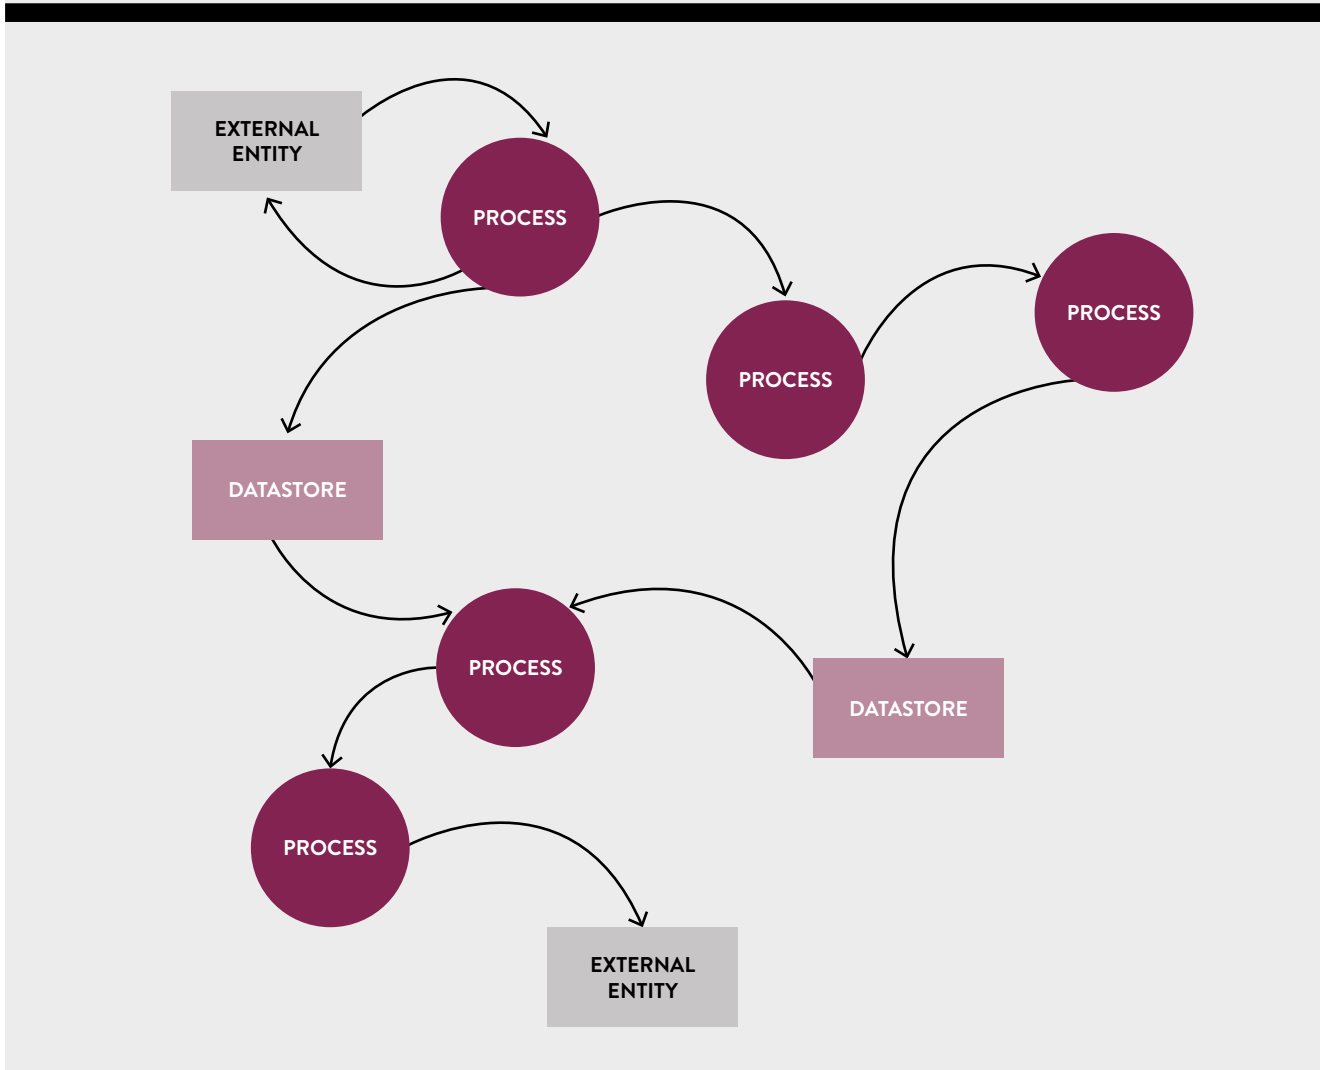 EXTERNAL
ENTITY
PROCESS
PROCESS
PROCESS
DATASTORE
PROCESS
DATASTORE
PROCESS
EXTERNAL
ENTITY